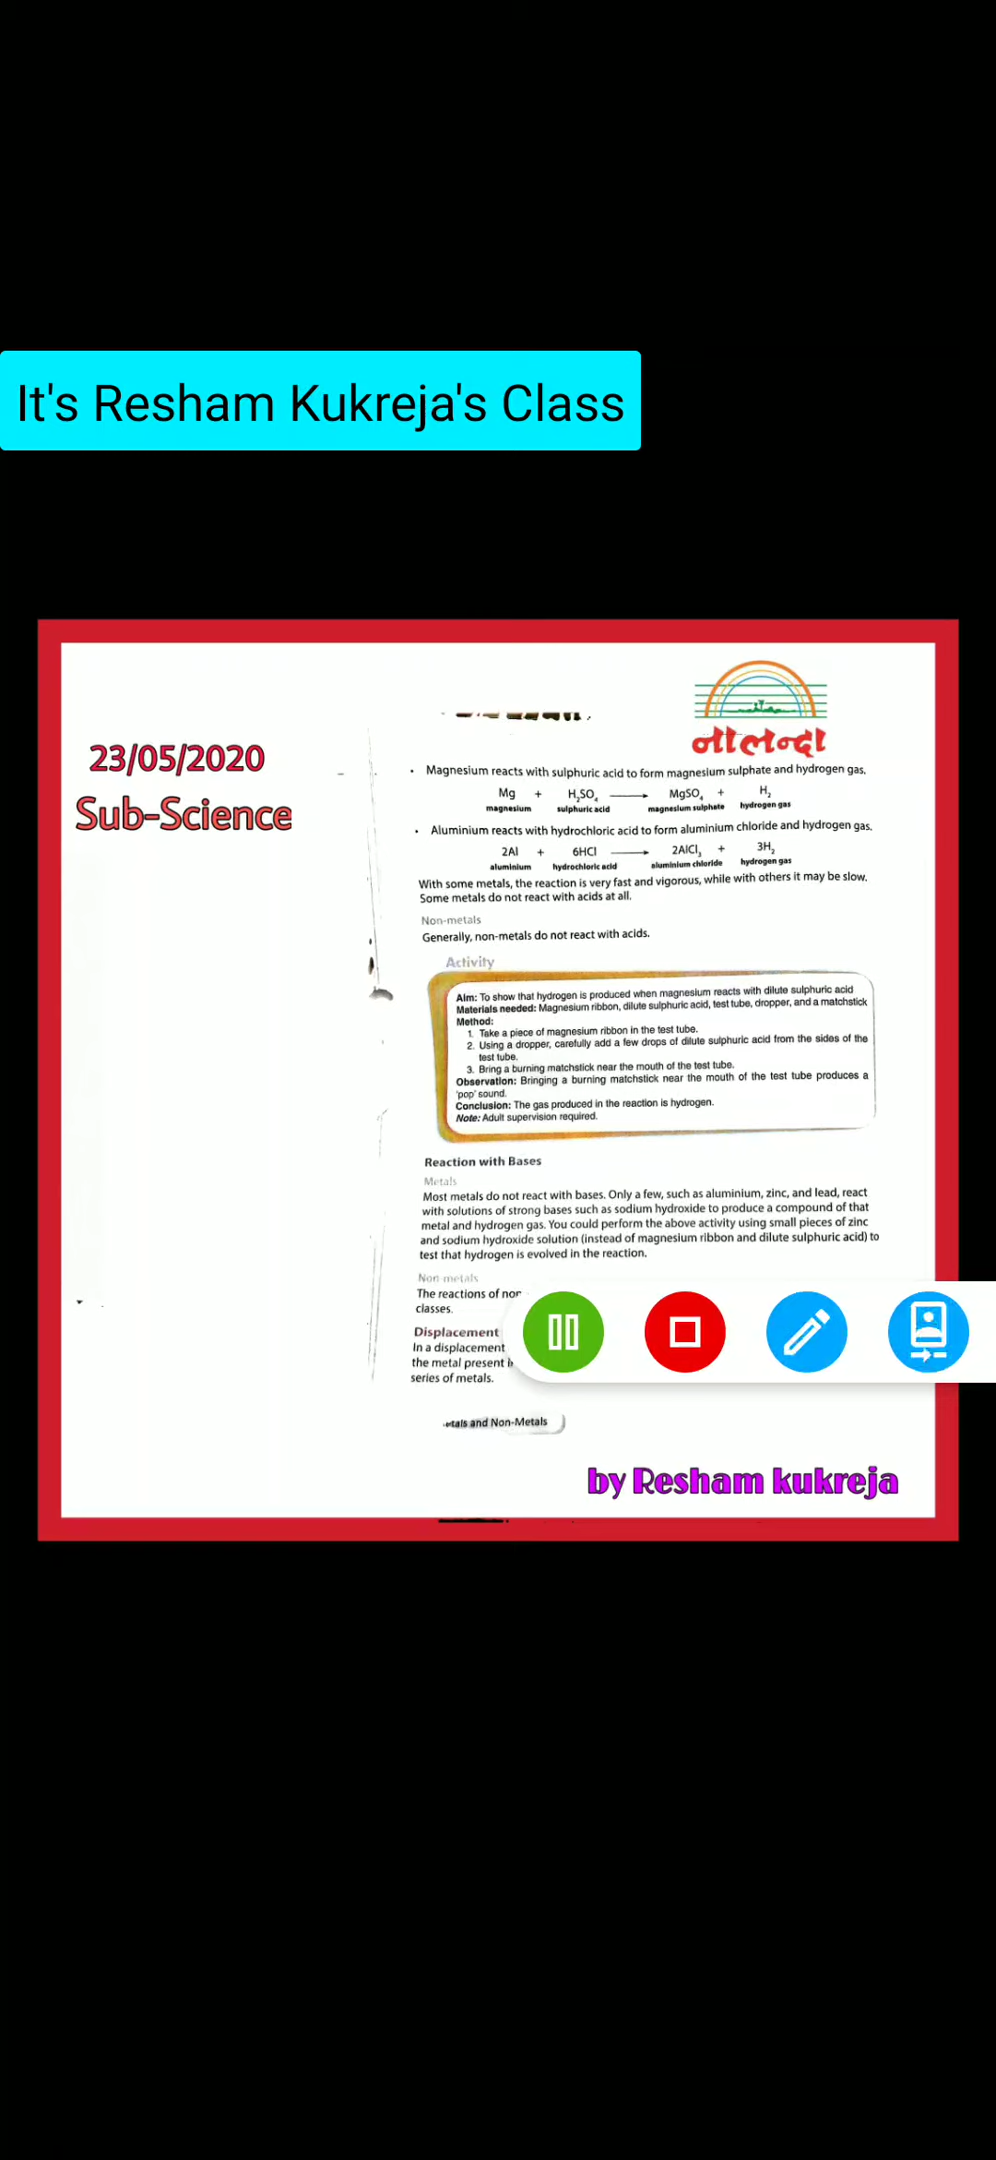 It's Resham Kukreja's Class
नालन्दा
23/05/2020
Sub-Science
• Magnesium reacts with sulphuric acid to form magnesium sulphate and hydrogen gas.
Mg + H₂SO₄ ⟶ MgSO₄ + H₂
magnesium sulphuric acid magnesium sulphate hydrogen gas
• Aluminium reacts with hydrochloric acid to form aluminium chloride and hydrogen gas.
2Al + 6HCl ⟶ 2AlCl₃ + 3H₂
aluminium hydrochloric acid aluminium chloride hydrogen gas
With some metals, the reaction is very fast and vigorous, while with others it may be slow.
Some metals do not react with acids at all.
Non-metals
Generally, non-metals do not react with acids.
Activity
Aim: To show that hydrogen is produced when magnesium reacts with dilute sulphuric acid
Materials needed: Magnesium ribbon, dilute sulphuric acid, test tube, dropper, and a matchstick
Method:
1. Take a piece of magnesium ribbon in the test tube.
2. Using a dropper, carefully add a few drops of dilute sulphuric acid from the sides of the
test tube.
3. Bring a burning matchstick near the mouth of the test tube.
Observation: Bringing a burning matchstick near the mouth of the test tube produces a
'pop' sound.
Conclusion: The gas produced in the reaction is hydrogen.
Note: Adult supervision required.
Reaction with Bases
Metals
Most metals do not react with bases. Only a few, such as aluminium, zinc, and lead, react
with solutions of strong bases such as sodium hydroxide to produce a compound of that
metal and hydrogen gas. You could perform the above activity using small pieces of zinc
and sodium hydroxide solution (instead of magnesium ribbon and dilute sulphuric acid) to
test that hydrogen is evolved in the reaction.
Non metals
The reactions of non
classes.
Displacement
In a displacement
the metal present
series of metals.
etals and Non-Metals
by Resham kukreja